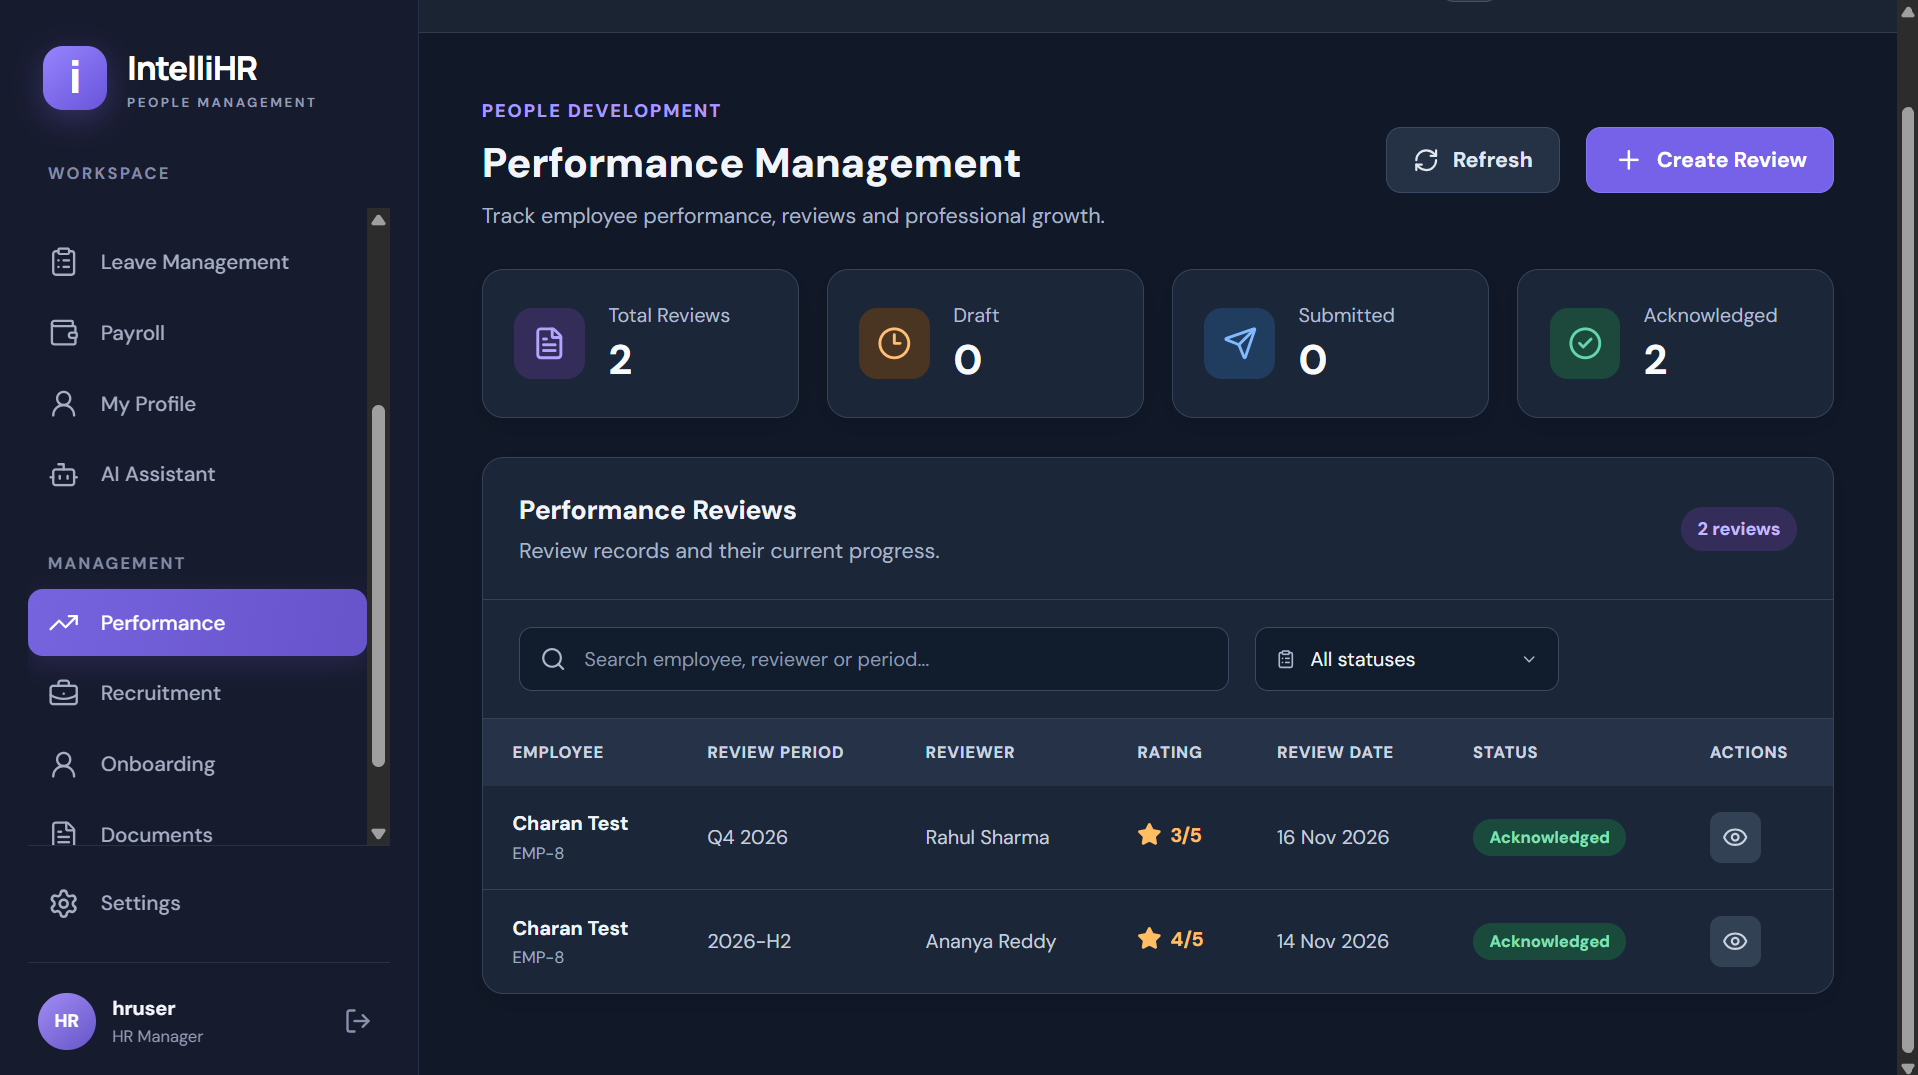 i
IntelliHR
PEOPLE MANAGEMENT
WORKSPACE
Leave Management
Payroll
My Profile
AI Assistant
MANAGEMENT
Performance
Recruitment
Onboarding
Documents
Settings
HR
hruser
HR Manager
PEOPLE DEVELOPMENT
Performance Management
Track employee performance, reviews and professional growth.
Refresh
Create Review
Total Reviews
2
Draft
0
Submitted
0
Acknowledged
2
Performance Reviews
Review records and their current progress.
2 reviews
Search employee, reviewer or period...
All statuses
EMPLOYEE REVIEW PERIOD REVIEWER RATING REVIEW DATE STATUS ACTIONS
Charan Test
EMP-8
Q4 2026
Rahul Sharma
3/5
16 Nov 2026
Acknowledged
Charan Test
EMP-8
2026-H2
Ananya Reddy
4/5
14 Nov 2026
Acknowledged